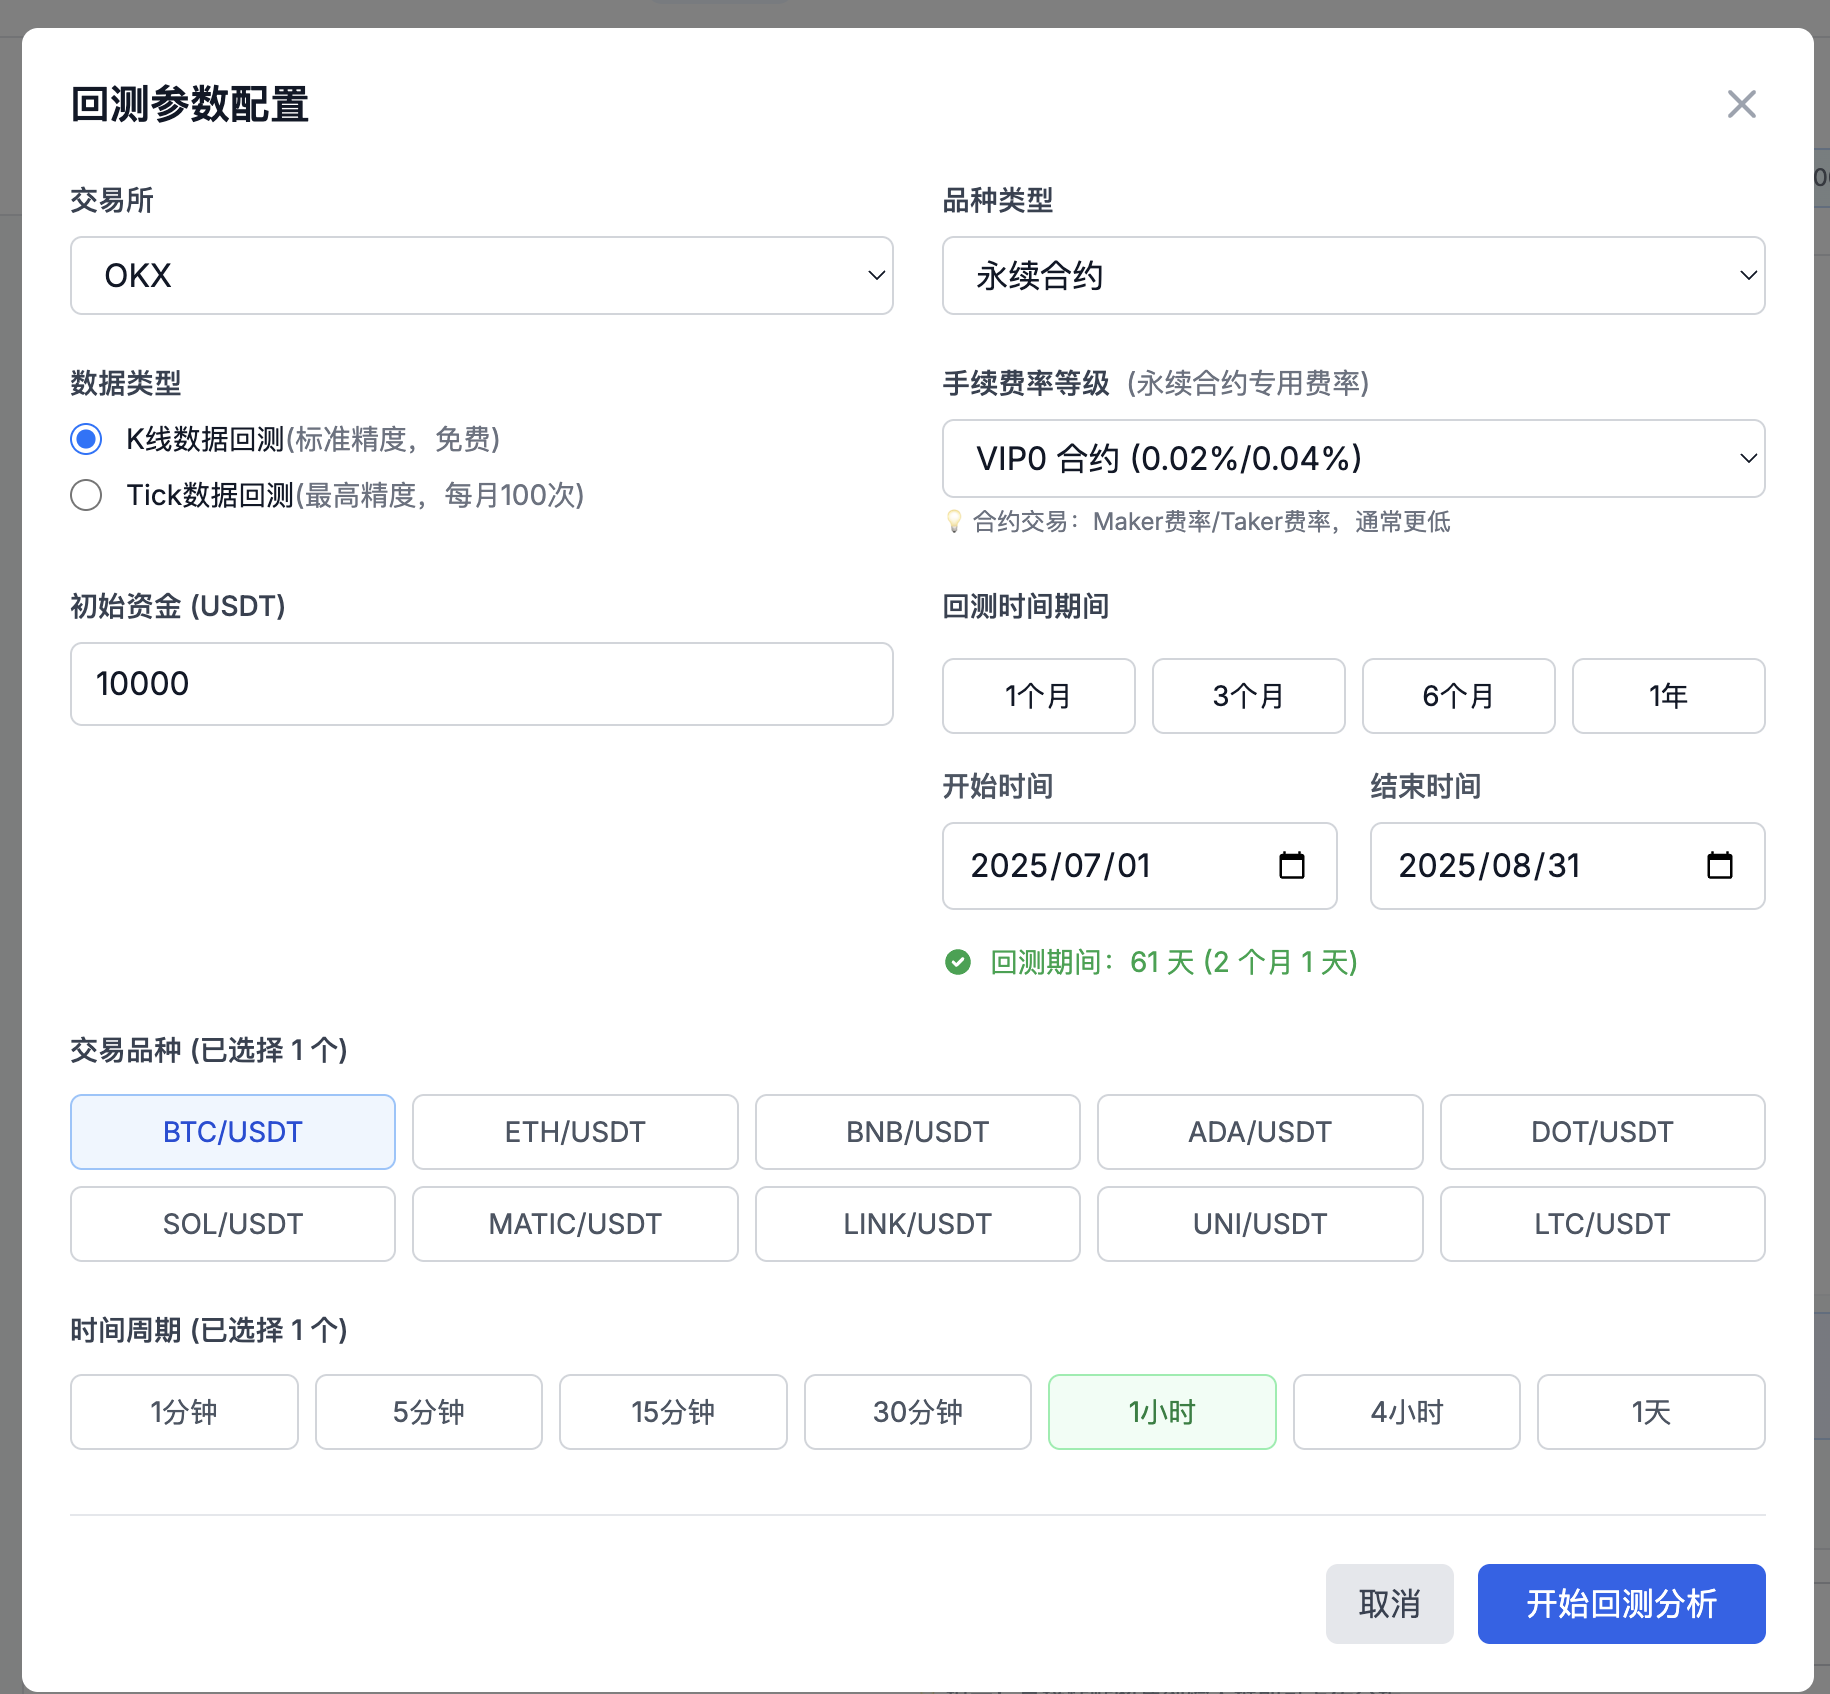 回测参数配置
交易所
品种类型
OKX
永续合约
数据类型
手续费率等级 (永续合约专用费率)
K线数据回测(标准精度，免费)
VIP0 合约 (0.02%/0.04%)
Tick数据回测(最高精度，每月100次)
💡 合约交易：Maker费率/Taker费率，通常更低
初始资金 (USDT)
回测时间期间
10000
1个月
3个月
6个月
1年
开始时间
结束时间
2025/07/01
2025/08/31
回测期间：61 天 (2 个月 1 天)
交易品种 (已选择 1 个)
BTC/USDT
ETH/USDT
BNB/USDT
ADA/USDT
DOT/USDT
SOL/USDT
MATIC/USDT
LINK/USDT
UNI/USDT
LTC/USDT
时间周期 (已选择 1 个)
1分钟
5分钟
15分钟
30分钟
1小时
4小时
1天
取消
开始回测分析